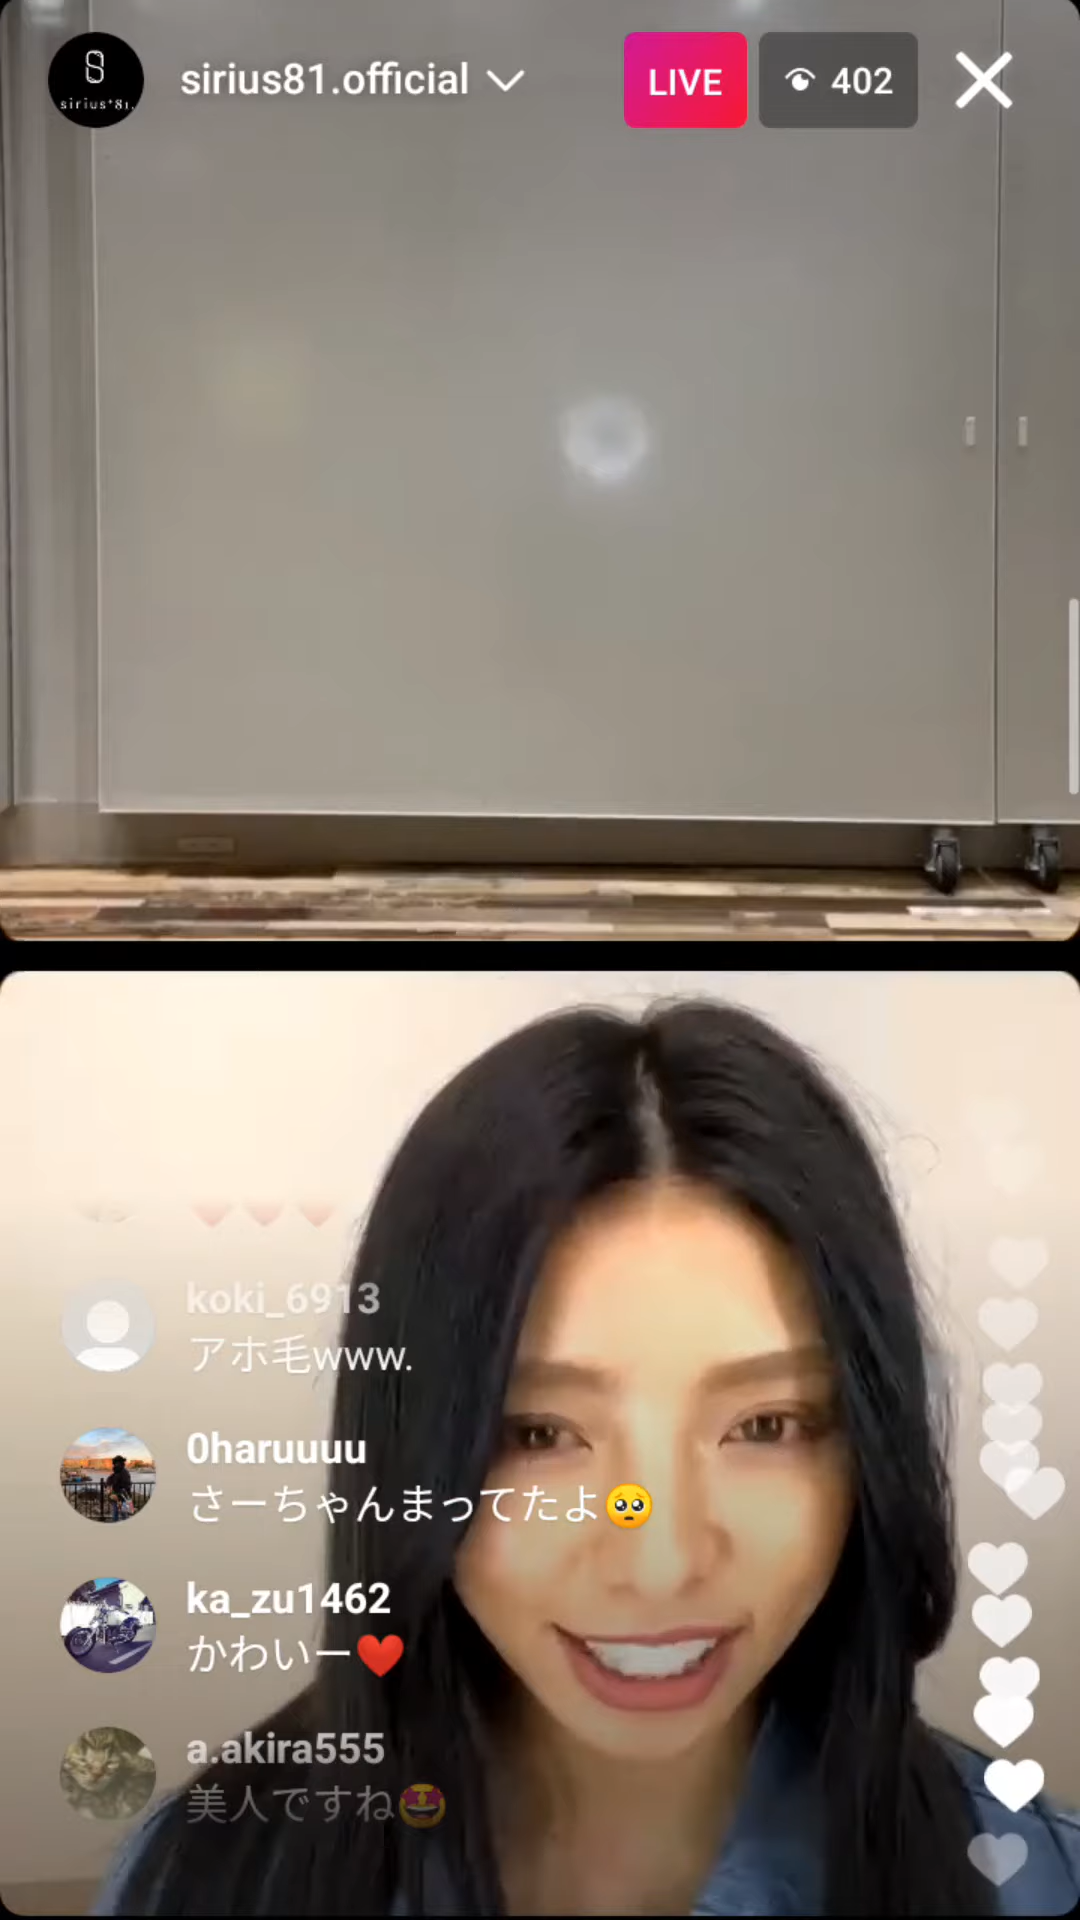 sirius81.official
LIVE
402
8
sirius*81.
koki_6913
アホ毛www.
0haruuuu
さーちゃんまってたよ🥺
ka_zu1462
かわいー❤️
a.akira555
美人ですね🤩